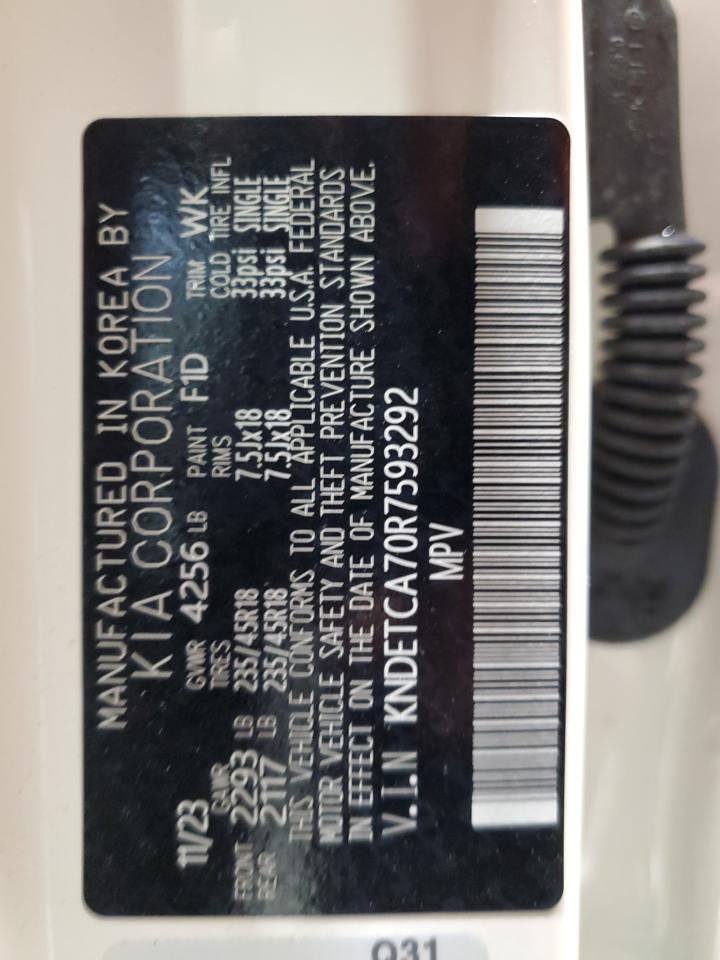 MANUFACTURED IN KOREA BY
KIA CORPORATION
11/23 GVWR 4256 LB PAINT F1D TRIM WK
GAWR TIRES RIMS COLD TIRE INFL
FRONT 2293 LB 235/45R18 7.5Jx18 33psi SINGLE
REAR 2117 LB 235/45R18 7.5Jx18 33psi SINGLE
THIS VEHICLE CONFORMS TO ALL APPLICABLE U.S.A. FEDERAL
MOTOR VEHICLE SAFETY AND THEFT PREVENTION STANDARDS
IN EFFECT ON THE DATE OF MANUFACTURE SHOWN ABOVE.
V.I.N KNDETCA70R7593292
MPV
Q31